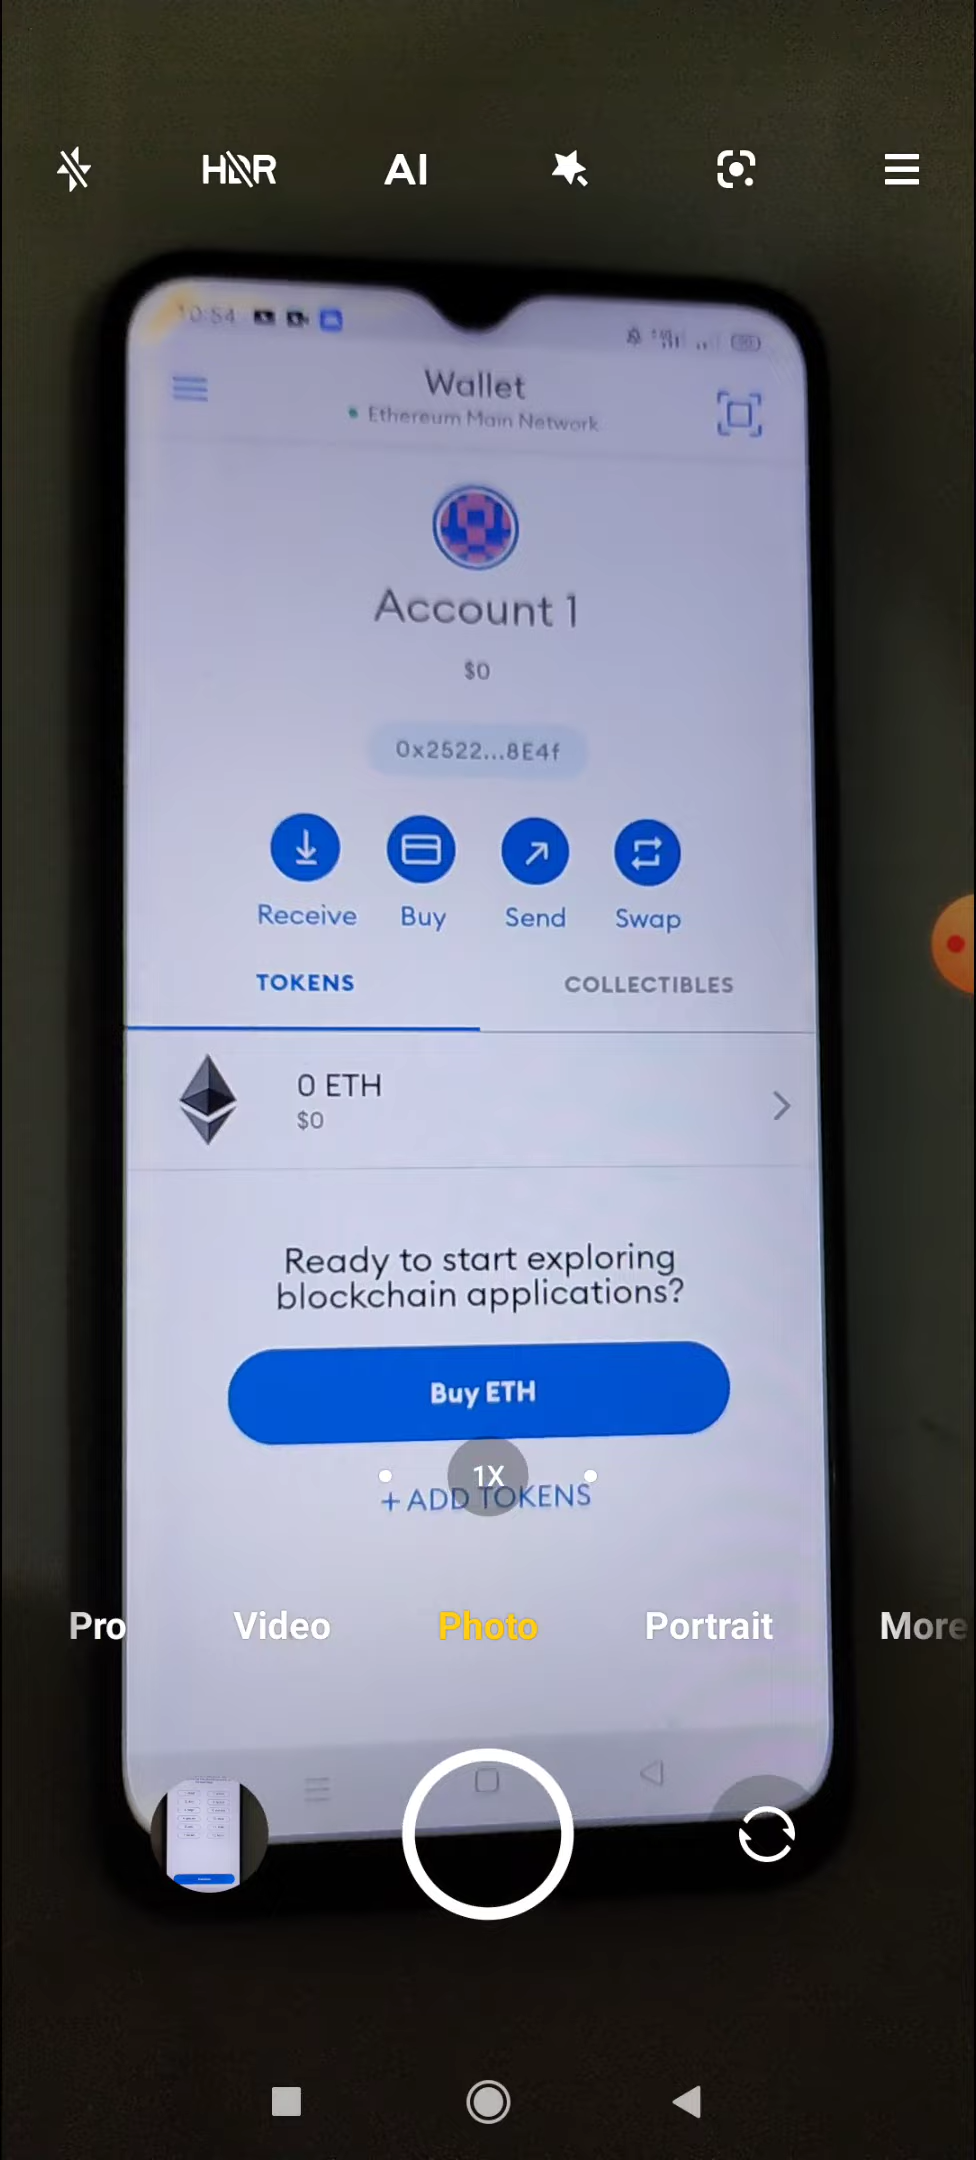 HDR AI
10:54
Wallet
Ethereum Main Network
Account 1
$0
0x2522...8E4f
Receive Buy Send Swap
TOKENS COLLECTIBLES
0 ETH
$0
Ready to start exploring
blockchain applications?
Buy ETH
1X
+ ADD TOKENS
Pro Video Photo Portrait More